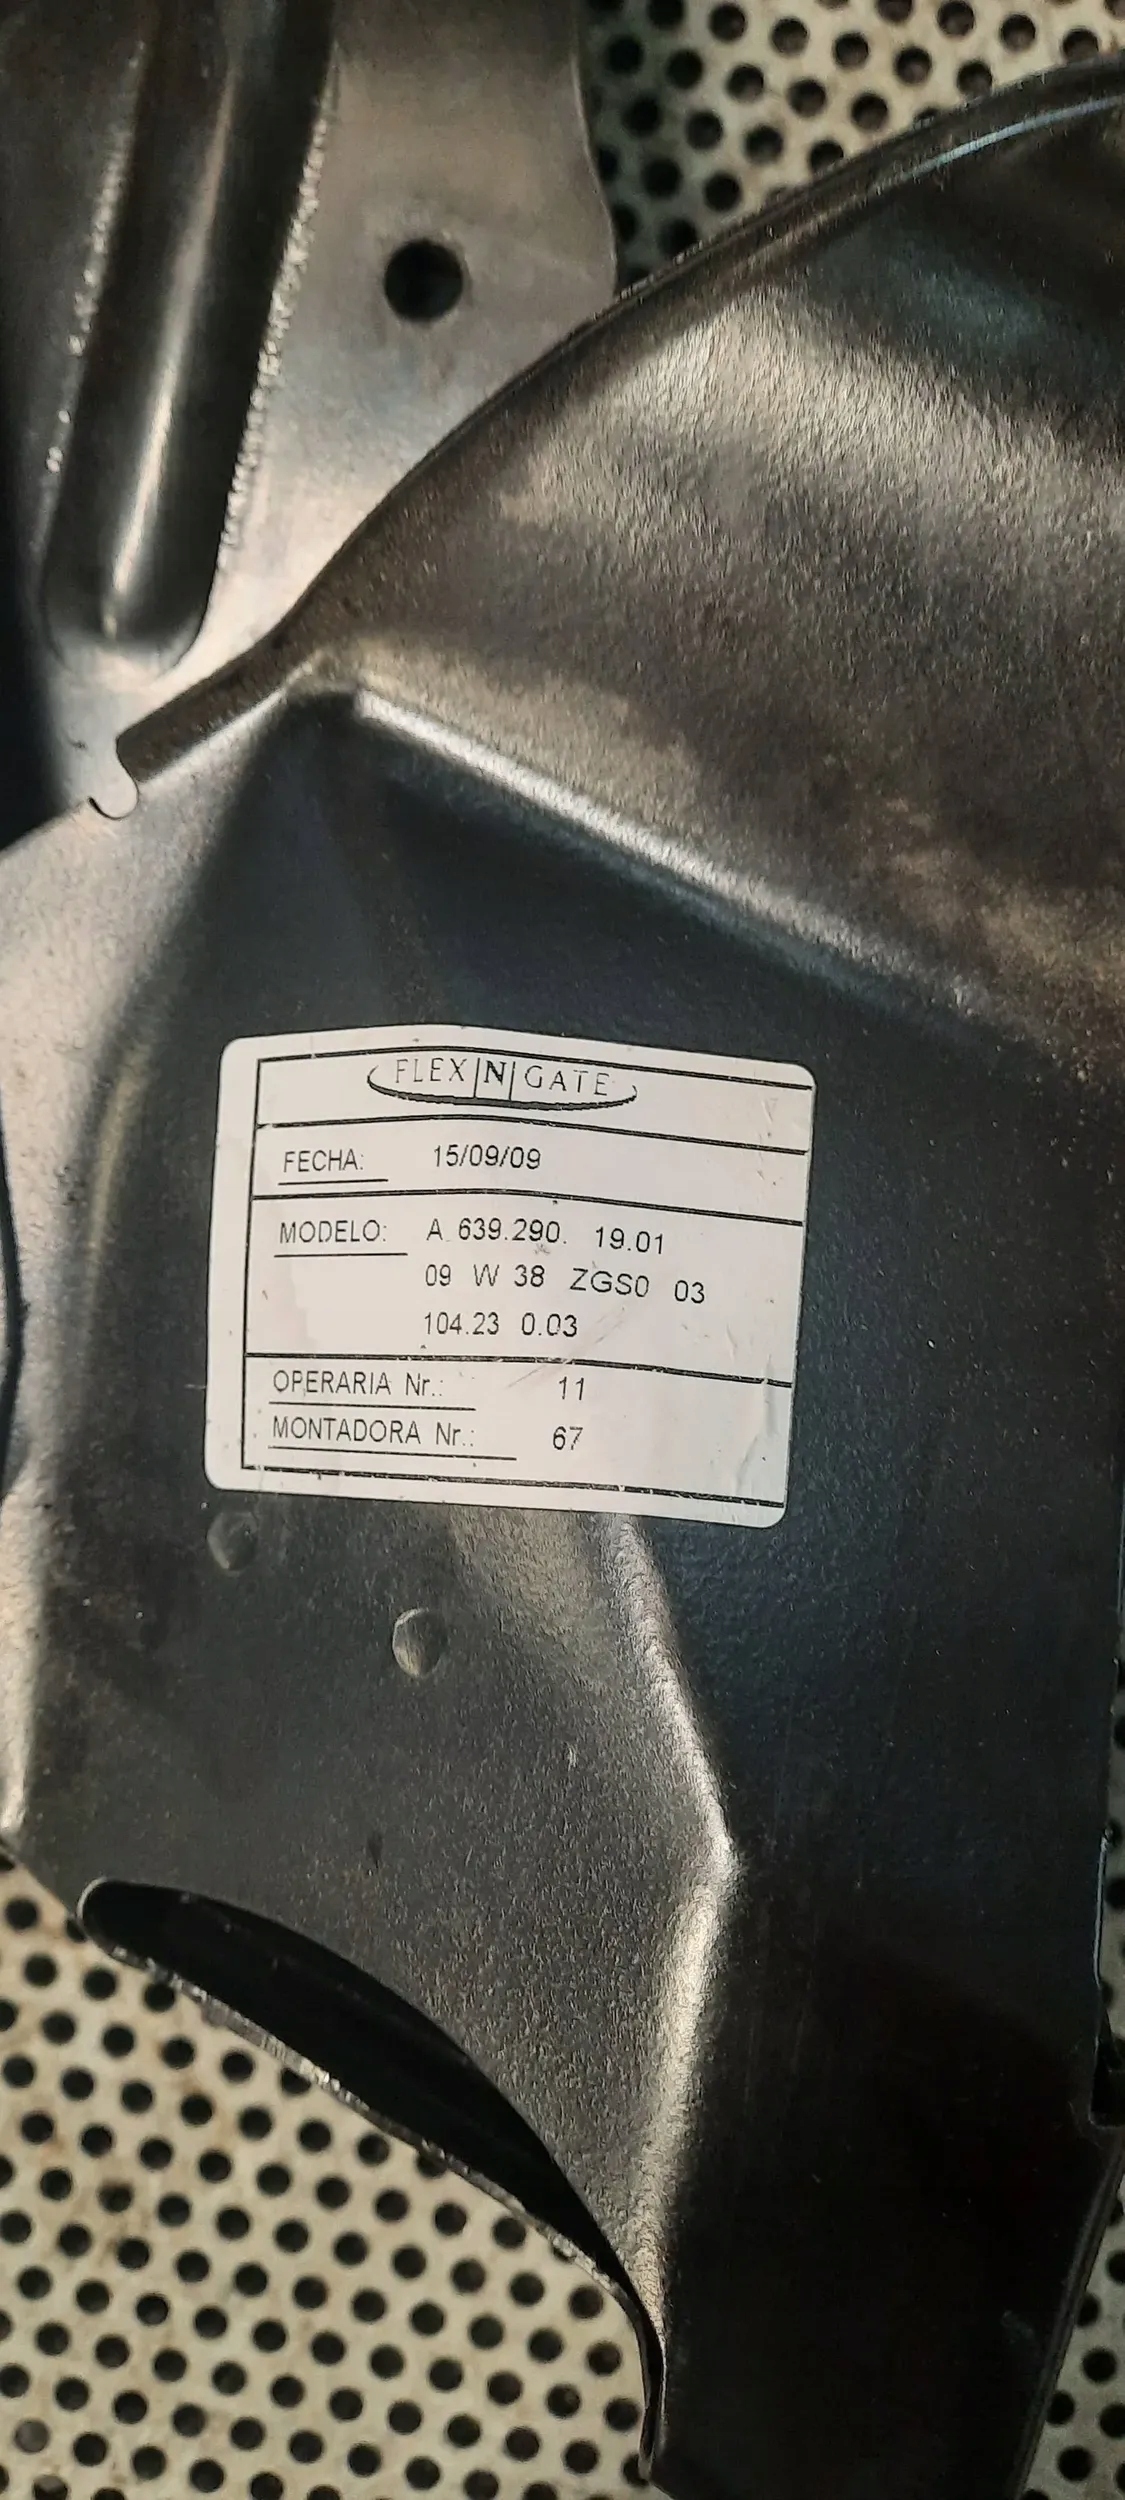 FLEX|N|GATE
FECHA: 15/09/09
MODELO: A 639.290. 19.01
09 W 38 ZGS0 03
104.23 0.03
OPERARIA Nr.: 11
MONTADORA Nr.: 67